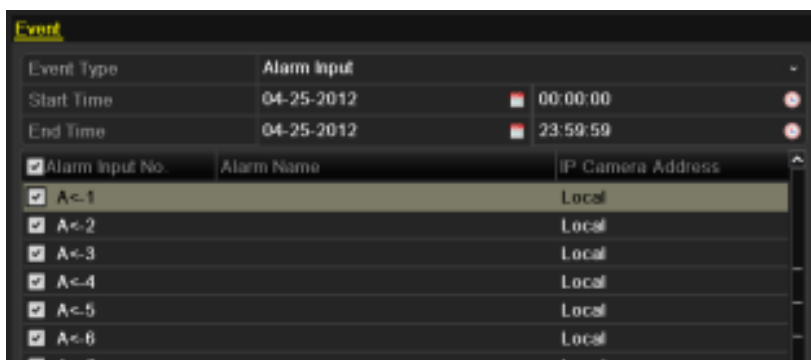 Event
Event Type Alarm Input
Start Time 04-25-2012 00:00:00
End Time 04-25-2012 23:59:59
Alarm Input No. Alarm Name IP Camera Address
A<-1 Local
A<-2 Local
A<-3 Local
A<-4 Local
A<-5 Local
A<-6 Local